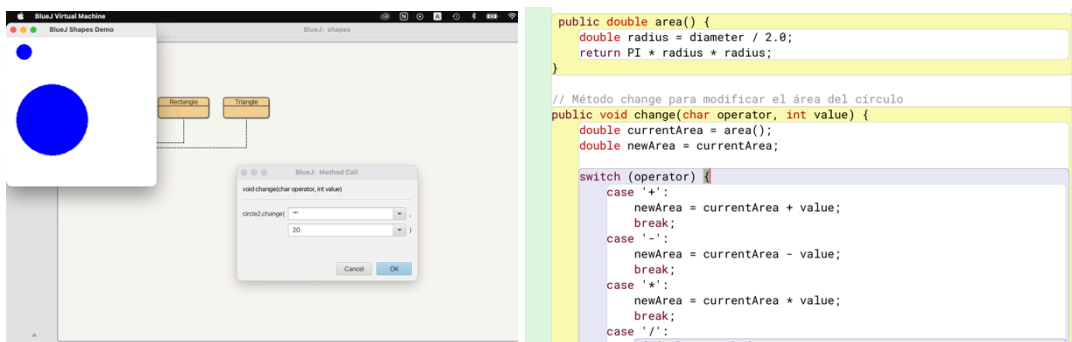 BlueJ Virtual Machine
BlueJ Shapes Demo
BlueJ: shapes
Rectangle
Triangle
BlueJ: Method Call
void change(char operator, int value)
circle2.change( '*' ,
20 )
Cancel OK
public double area() {
double radius = diameter / 2.0;
return PI * radius * radius;
}
// Método change para modificar el área del círculo
public void change(char operator, int value) {
double currentArea = area();
double newArea = currentArea;
switch (operator) {
case '+':
newArea = currentArea + value;
break;
case '-':
newArea = currentArea - value;
break;
case '*':
newArea = currentArea * value;
break;
case '/':